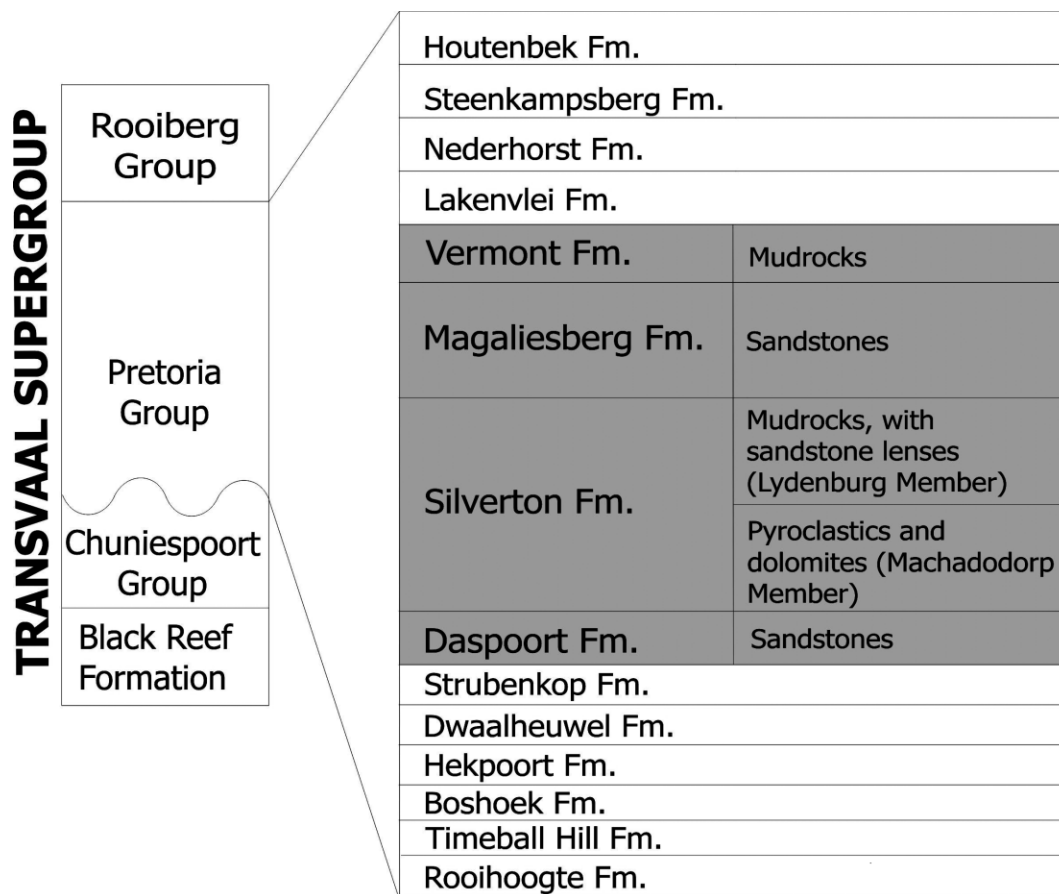 TRANSVAAL SUPERGROUP
Rooiberg
Group
Pretoria
Group
Chuniespoort
Group
Black Reef
Formation
Houtenbek Fm.
Steenkampsberg Fm.
Nederhorst Fm.
Lakenvlei Fm.
Vermont Fm.
Mudrocks
Magaliesberg Fm.
Sandstones
Silverton Fm.
Mudrocks, with
sandstone lenses
(Lydenburg Member)
Pyroclastics and
dolomites (Machadodorp
Member)
Daspoort Fm.
Sandstones
Strubenkop Fm.
Dwaalheuwel Fm.
Hekpoort Fm.
Boshoek Fm.
Timeball Hill Fm.
Rooihoogte Fm.